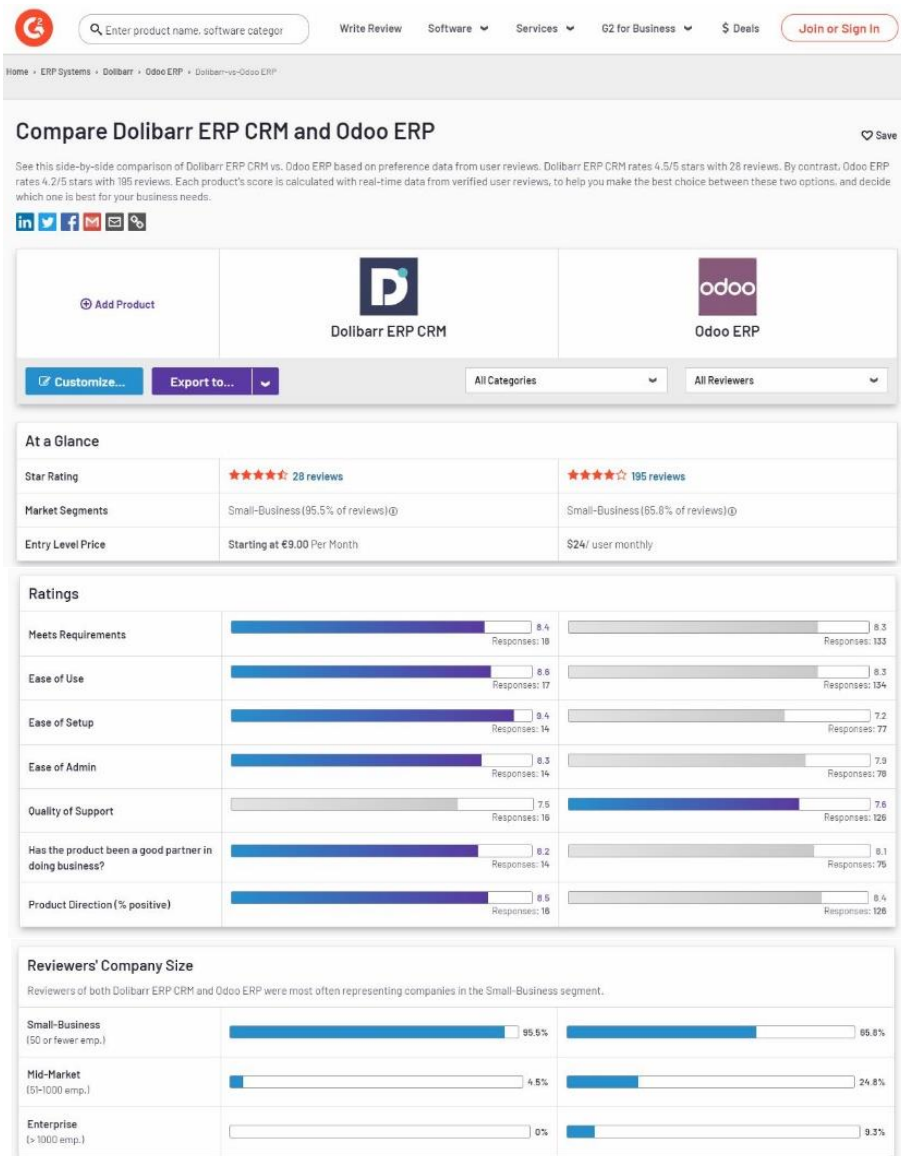 G2
Enter product name, software categor
Write Review
Software
Services
G2 for Business
$ Deals
Join or Sign In
Home › ERP Systems › Dolibarr › Odoo ERP › Dolibarr-vs-Odoo ERP
Compare Dolibarr ERP CRM and Odoo ERP
Save
See this side-by-side comparison of Dolibarr ERP CRM vs. Odoo ERP based on preference data from user reviews. Dolibarr ERP CRM rates 4.5/5 stars with 28 reviews. By contrast, Odoo ERP
rates 4.2/5 stars with 195 reviews. Each product's score is calculated with real-time data from verified user reviews, to help you make the best choice between these two options, and decide
which one is best for your business needs.
in
Add Product
D
Dolibarr ERP CRM
odoo
Odoo ERP
Customize...
Export to...
All Categories
All Reviewers
At a Glance
Star Rating 28 reviews 195 reviews
Market Segments Small-Business (95.5% of reviews) Small-Business (65.8% of reviews)
Entry Level Price Starting at €9.00 Per Month $24/ user monthly
Ratings
Meets Requirements 8.4 8.3
Responses: 18 Responses: 133
Ease of Use 8.6 8.3
Responses: 17 Responses: 134
Ease of Setup 9.4 7.2
Responses: 14 Responses: 77
Ease of Admin 8.3 7.9
Responses: 14 Responses: 78
Quality of Support 7.5 7.6
Responses: 16 Responses: 126
Has the product been a good partner in
doing business?
8.2 8.1
Responses: 14 Responses: 75
Product Direction (% positive) 8.5 8.4
Responses: 16 Responses: 126
Reviewers' Company Size
Reviewers of both Dolibarr ERP CRM and Odoo ERP were most often representing companies in the Small-Business segment.
Small-Business
(50 or fewer emp.)
95.5% 65.8%
Mid-Market
(51-1000 emp.)
4.5% 24.8%
Enterprise
(> 1000 emp.)
0% 9.3%